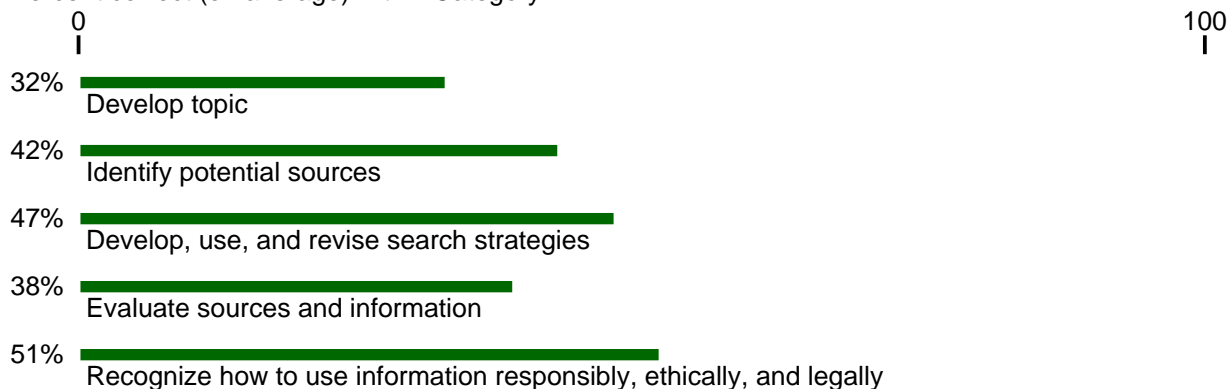 0 100
32%
Develop topic
42%
Identify potential sources
47%
Develop, use, and revise search strategies
38%
Evaluate sources and information
51%
Recognize how to use information responsibly, ethically, and legally